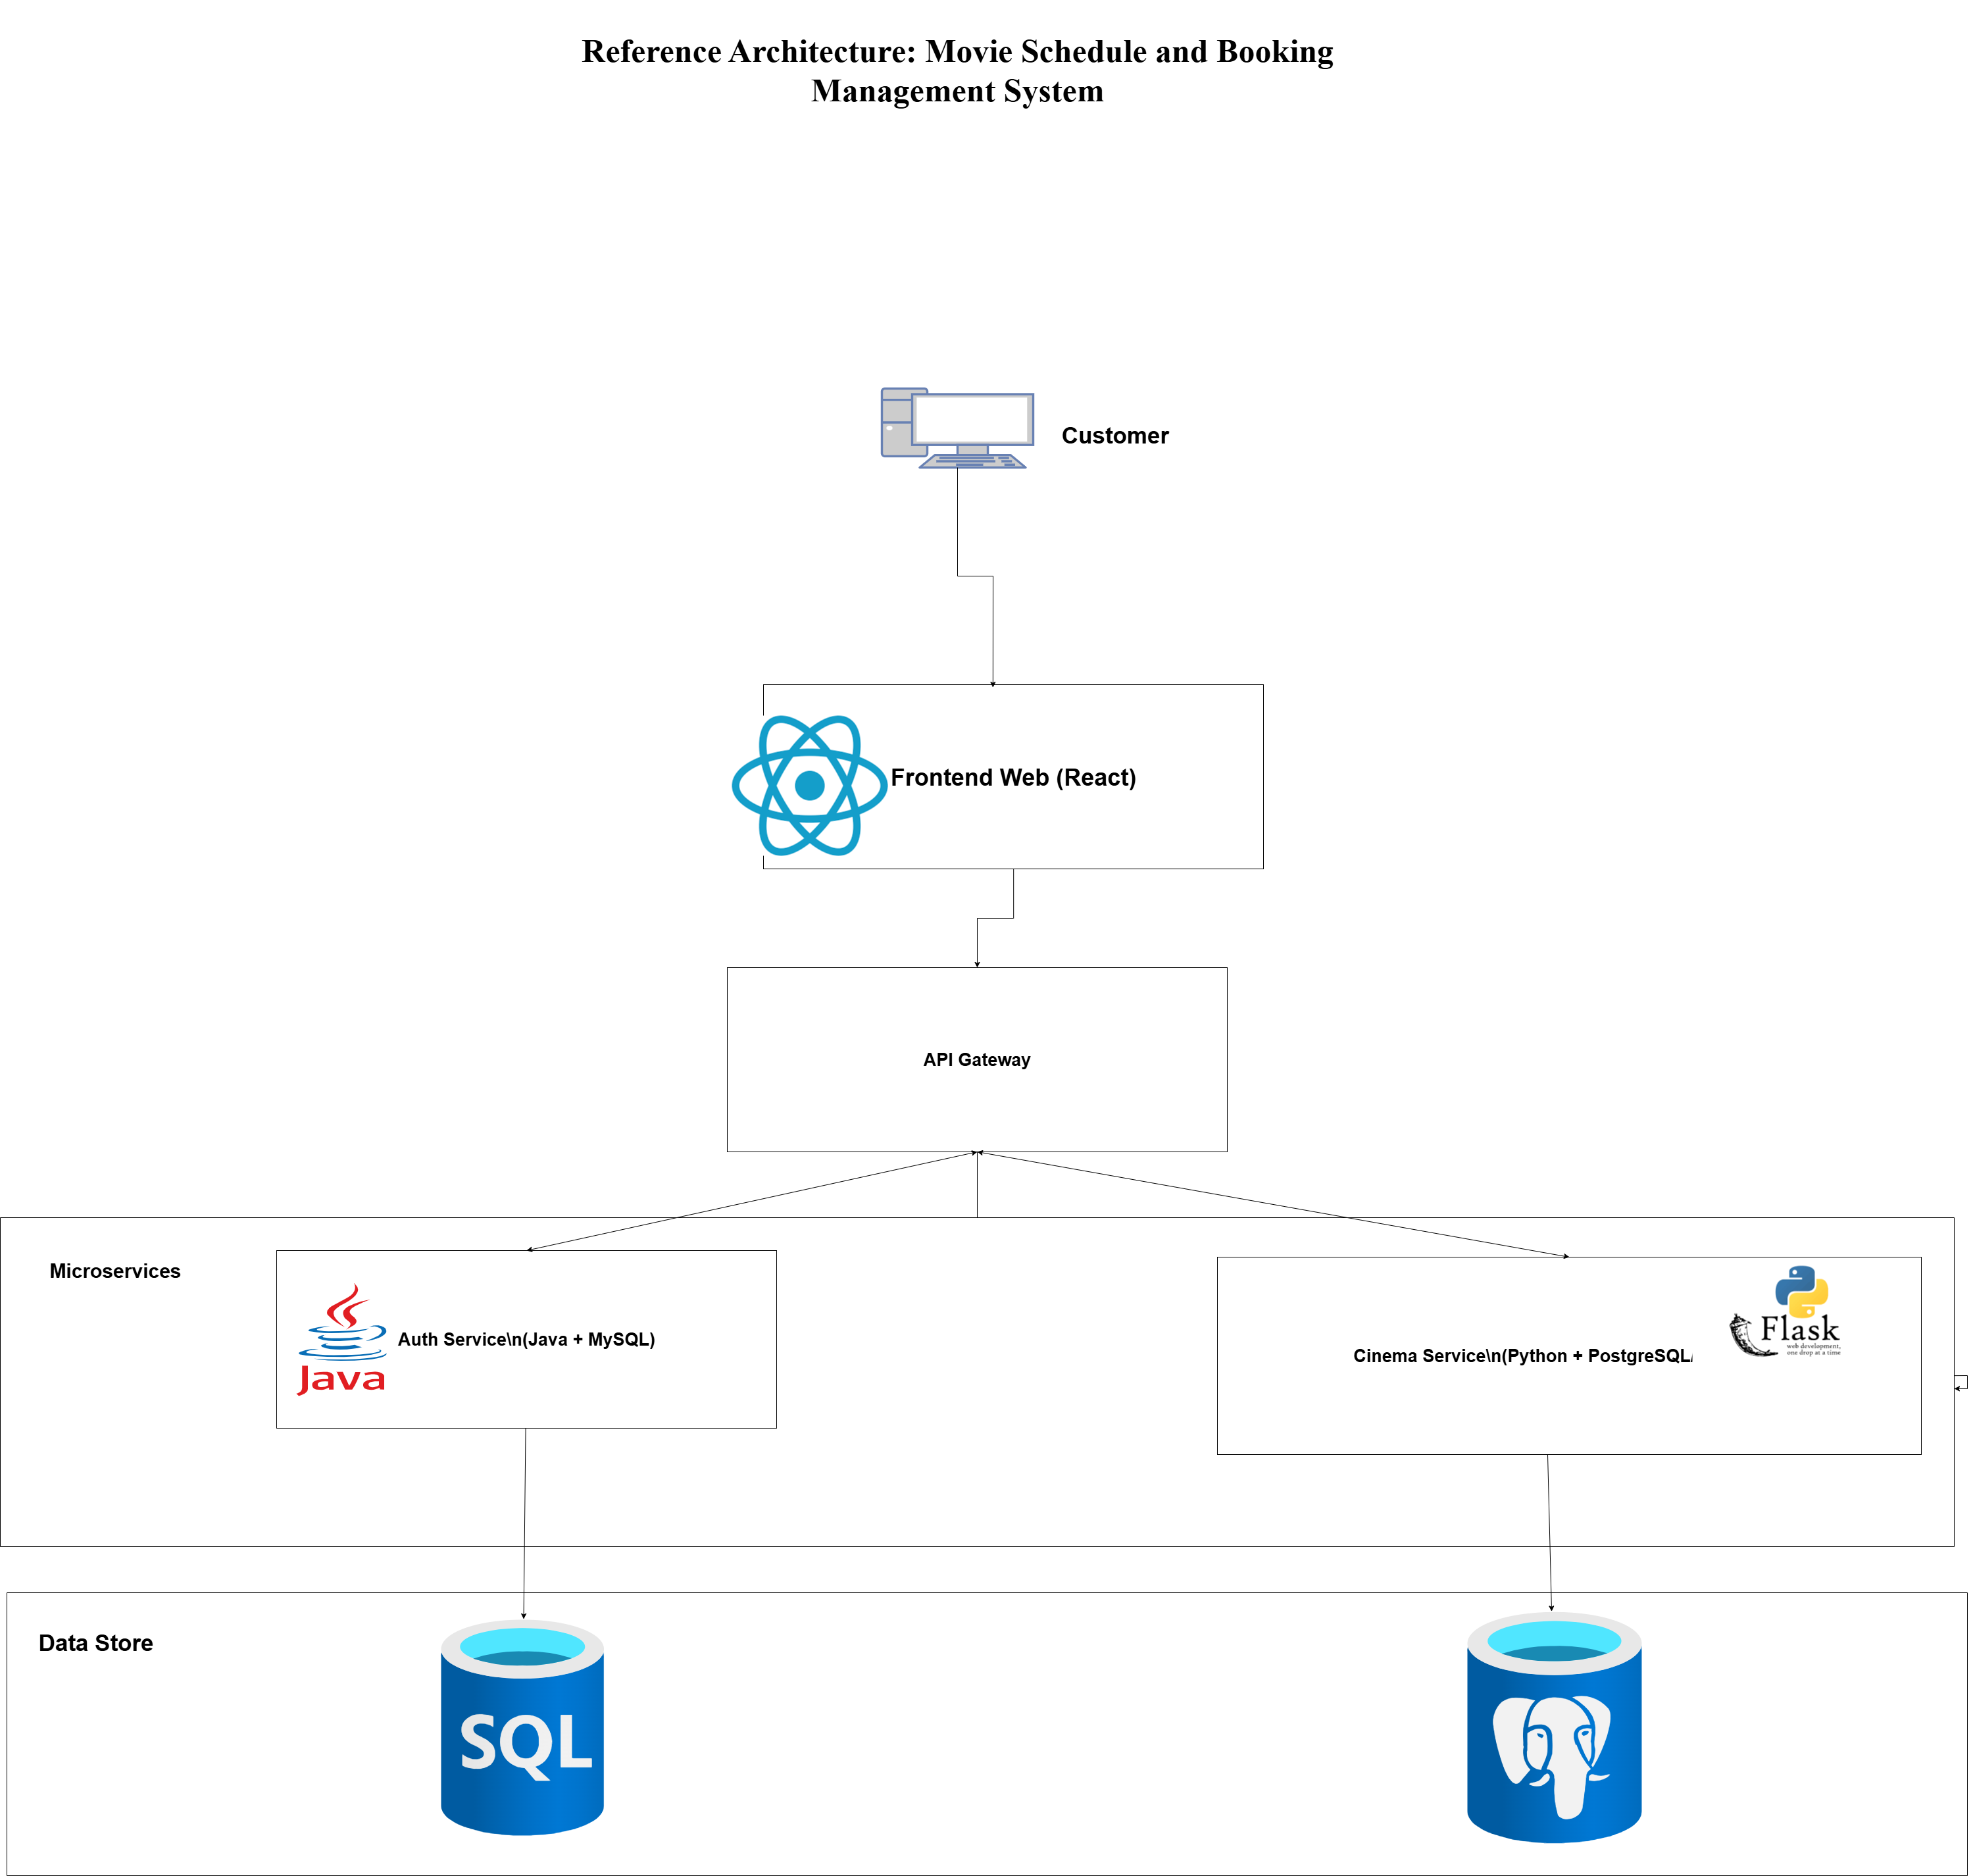 Reference Architecture: Movie Schedule and Booking
Management System
Customer
Frontend Web (React)
API Gateway
Microservices
Auth Service\n(Java + MySQL)
Java
Cinema Service\n(Python + PostgreSQL
Flask
web development,
one drop at a time
Data Store
SQL